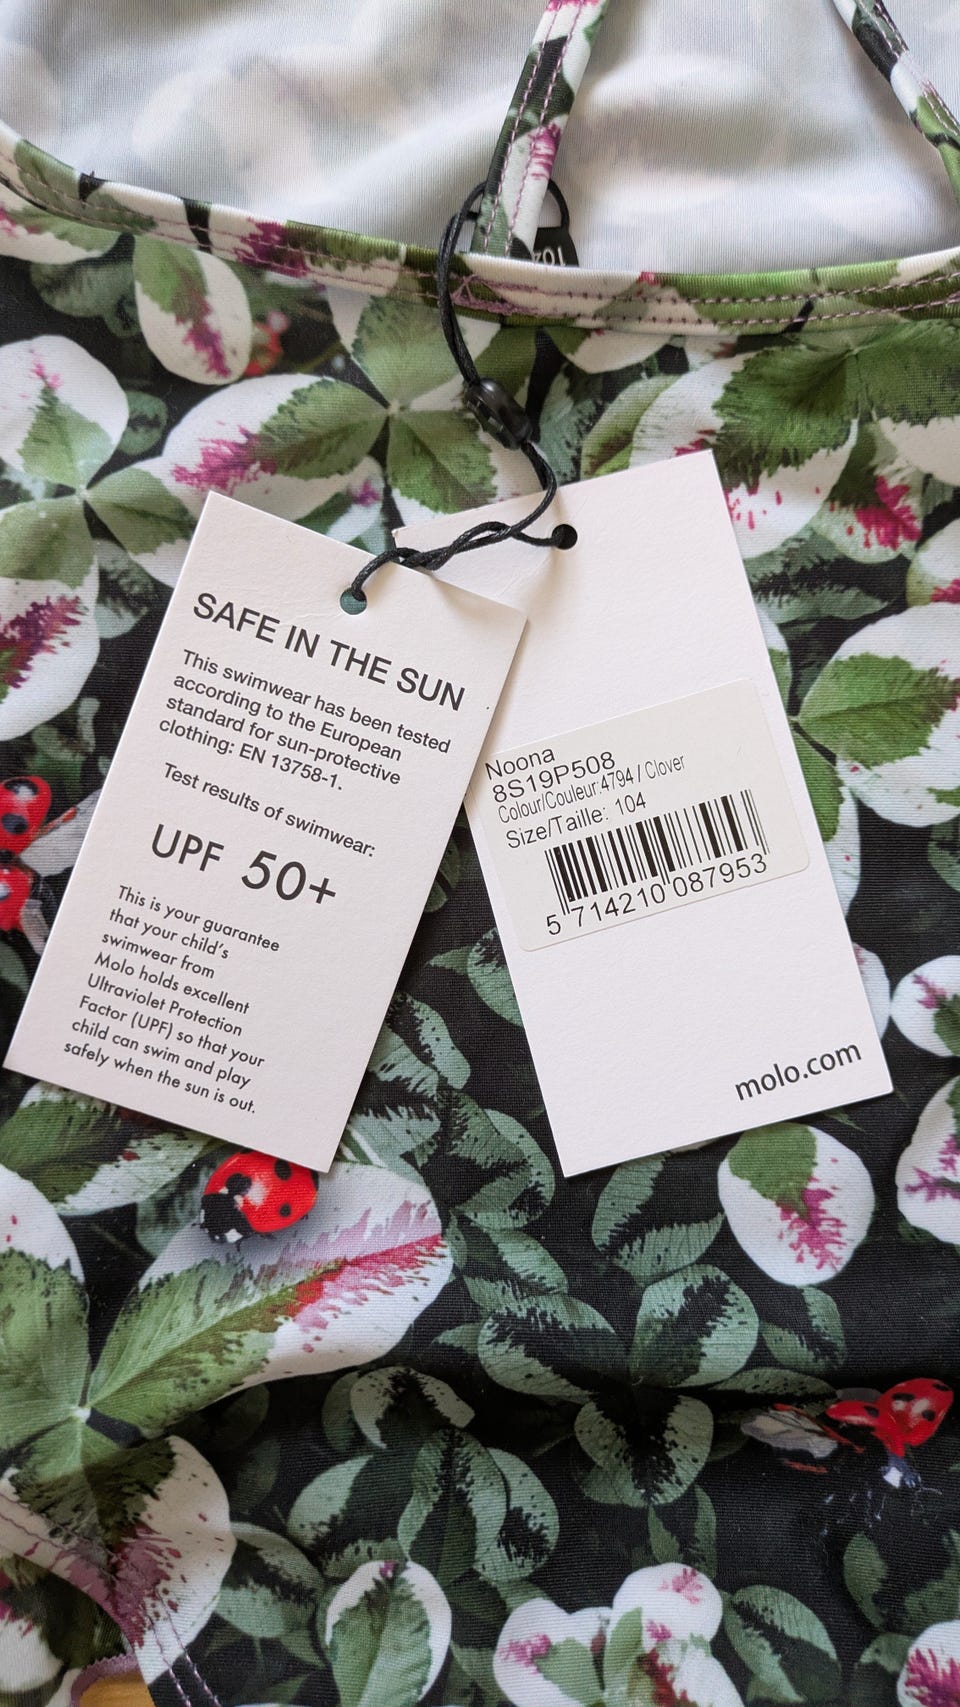 104
SAFE IN THE SUN
This swimwear has been tested
according to the European
standard for sun-protective
clothing: EN 13758-1.
Test results of swimwear:
UPF 50+
This is your guarantee
that your child's
swimwear from
Molo holds excellent
Ultraviolet Protection
Factor (UPF) so that your
child can swim and play
safely when the sun is out.
Noona
8S19P508
Colour/Couleur:4794 / Clover
Size/Taille: 104
5 714210 087953
molo.com